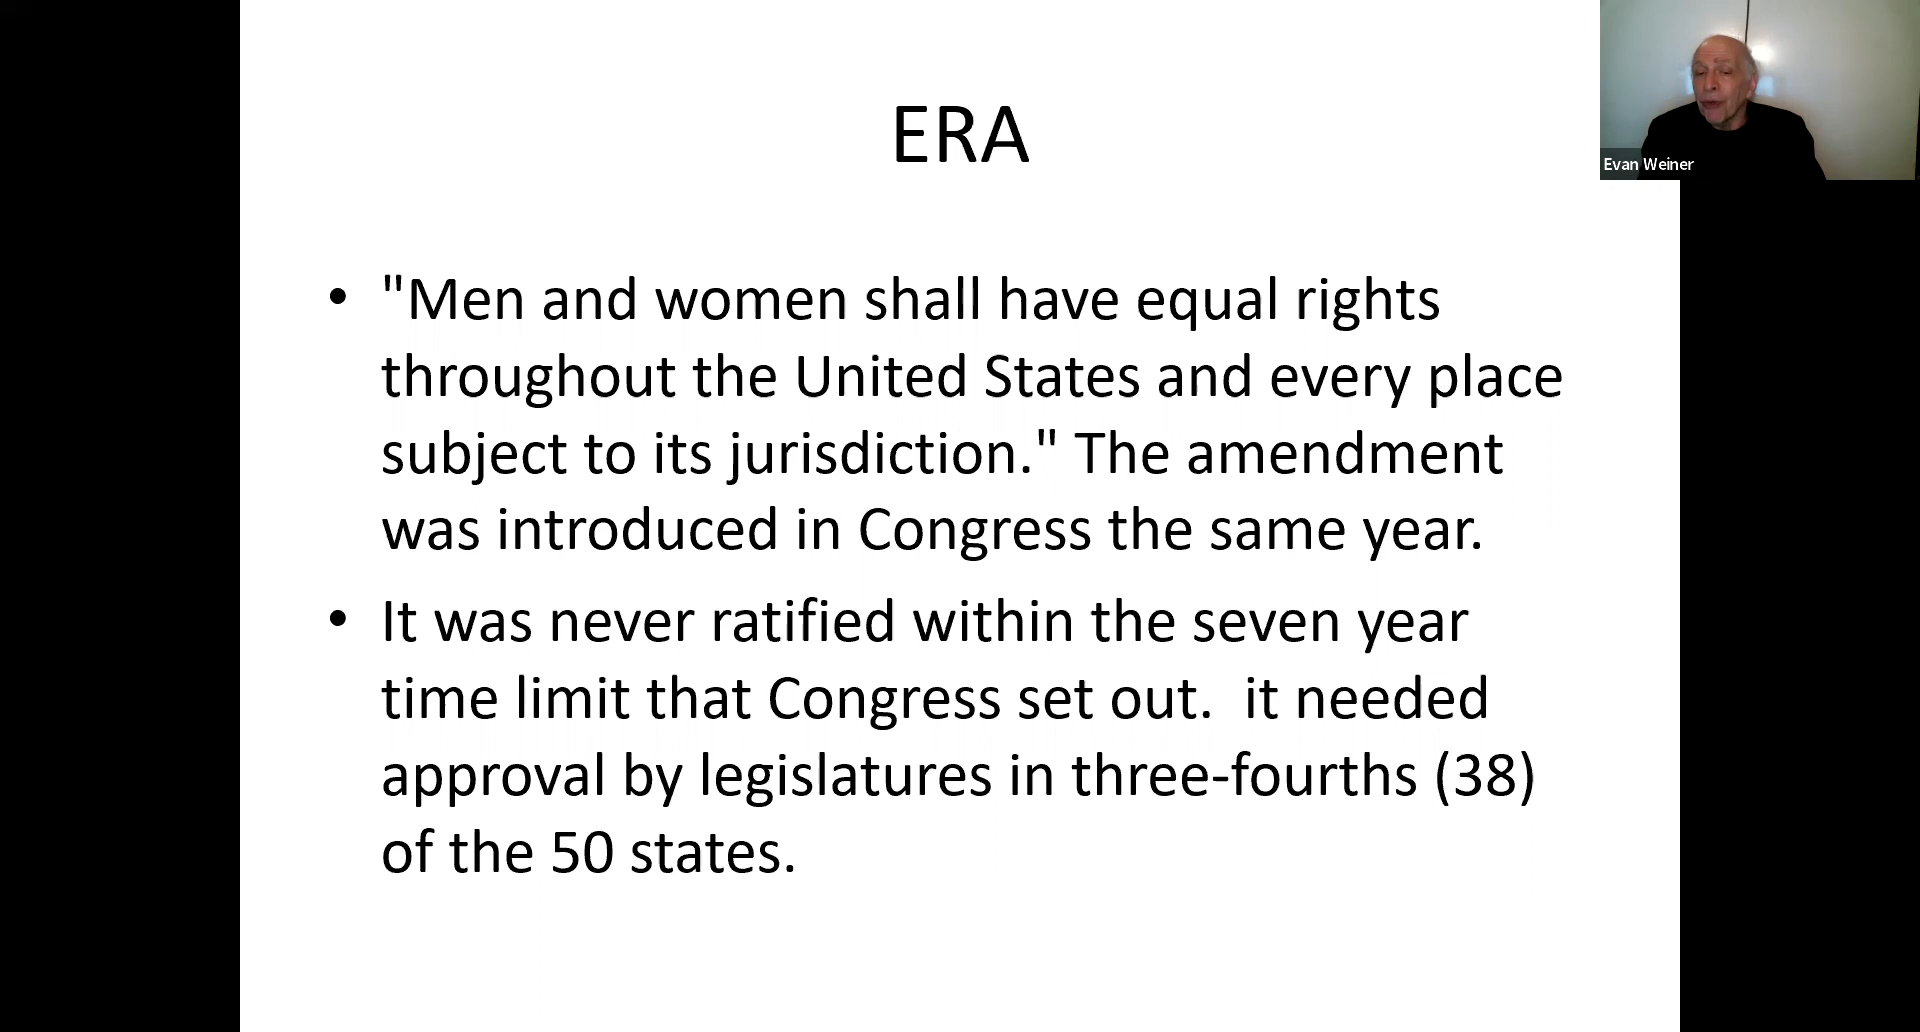 ERA
Evan Weiner
• "Men and women shall have equal rights
throughout the United States and every place
subject to its jurisdiction." The amendment
was introduced in Congress the same year.
• It was never ratified within the seven year
time limit that Congress set out.  it needed
approval by legislatures in three-fourths (38)
of the 50 states.